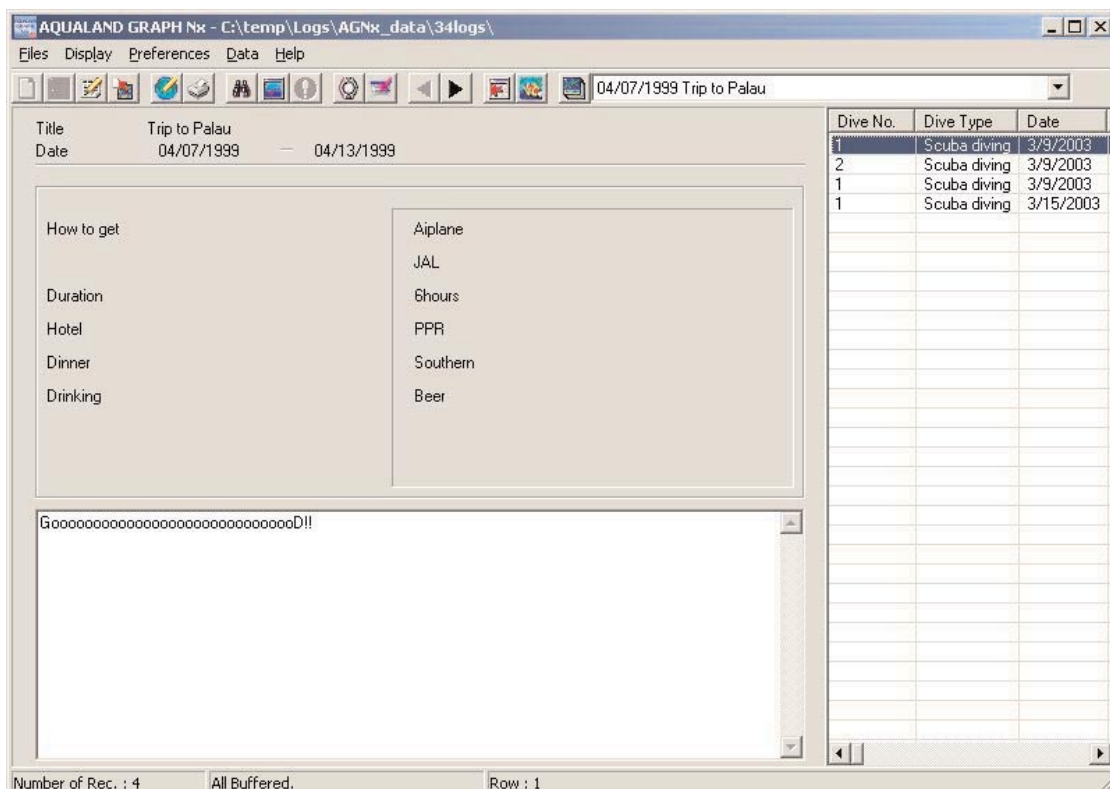 AQUALAND GRAPH Nx - C:\temp\Logs\AGNx_data\34logs\
Files Display Preferences Data Help
04/07/1999 Trip to Palau
Title Trip to Palau
Date 04/07/1999 — 04/13/1999
How to get Aiplane
JAL
Duration 6hours
Hotel PPR
Dinner Southern
Drinking Beer
GoooooooooooooooooooooooooooooD!!
Dive No. Dive Type Date
1 Scuba diving 3/9/2003
2 Scuba diving 3/9/2003
1 Scuba diving 3/9/2003
1 Scuba diving 3/15/2003
Number of Rec. : 4 All Buffered. Row : 1